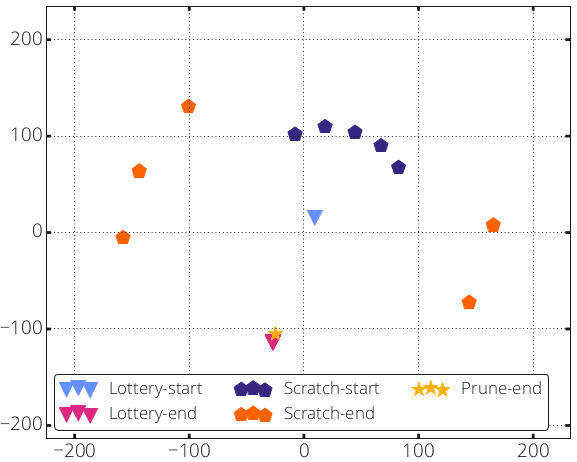 200
100
0
−100
−200
Lottery-start
Scratch-start
Prune-end
Lottery-end
Scratch-end
−200 −100 0 100 200